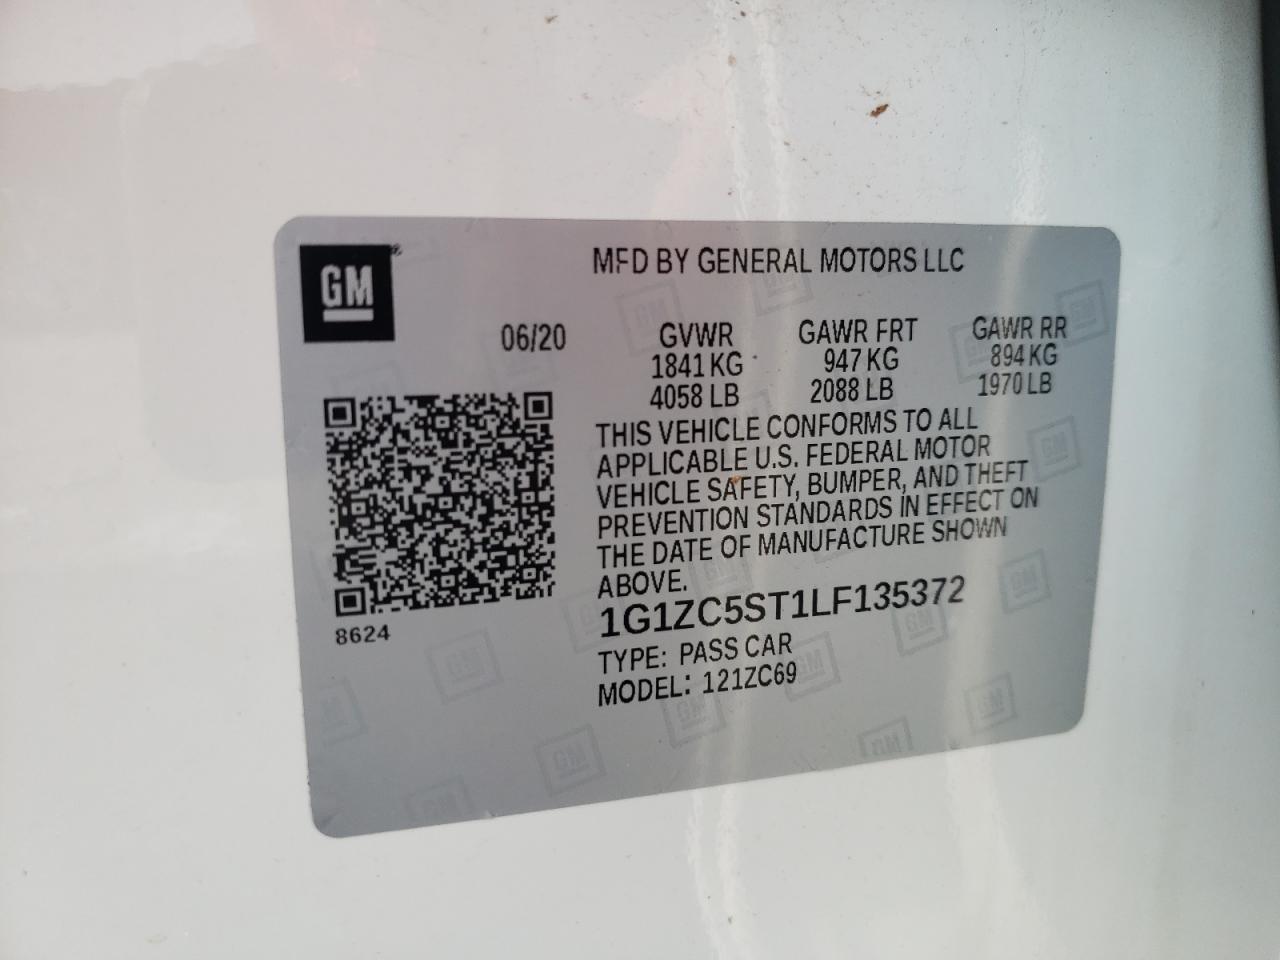 GM
MFD BY GENERAL MOTORS LLC
06/20 GVWR GAWR FRT GAWR RR
1841 KG 947 KG 894 KG
4058 LB 2088 LB 1970 LB
THIS VEHICLE CONFORMS TO ALL
APPLICABLE U.S. FEDERAL MOTOR
VEHICLE SAFETY, BUMPER, AND THEFT
PREVENTION STANDARDS IN EFFECT ON
THE DATE OF MANUFACTURE SHOWN
ABOVE.
1G1ZC5ST1LF135372
TYPE: PASS CAR
MODEL: 121ZC69
8624